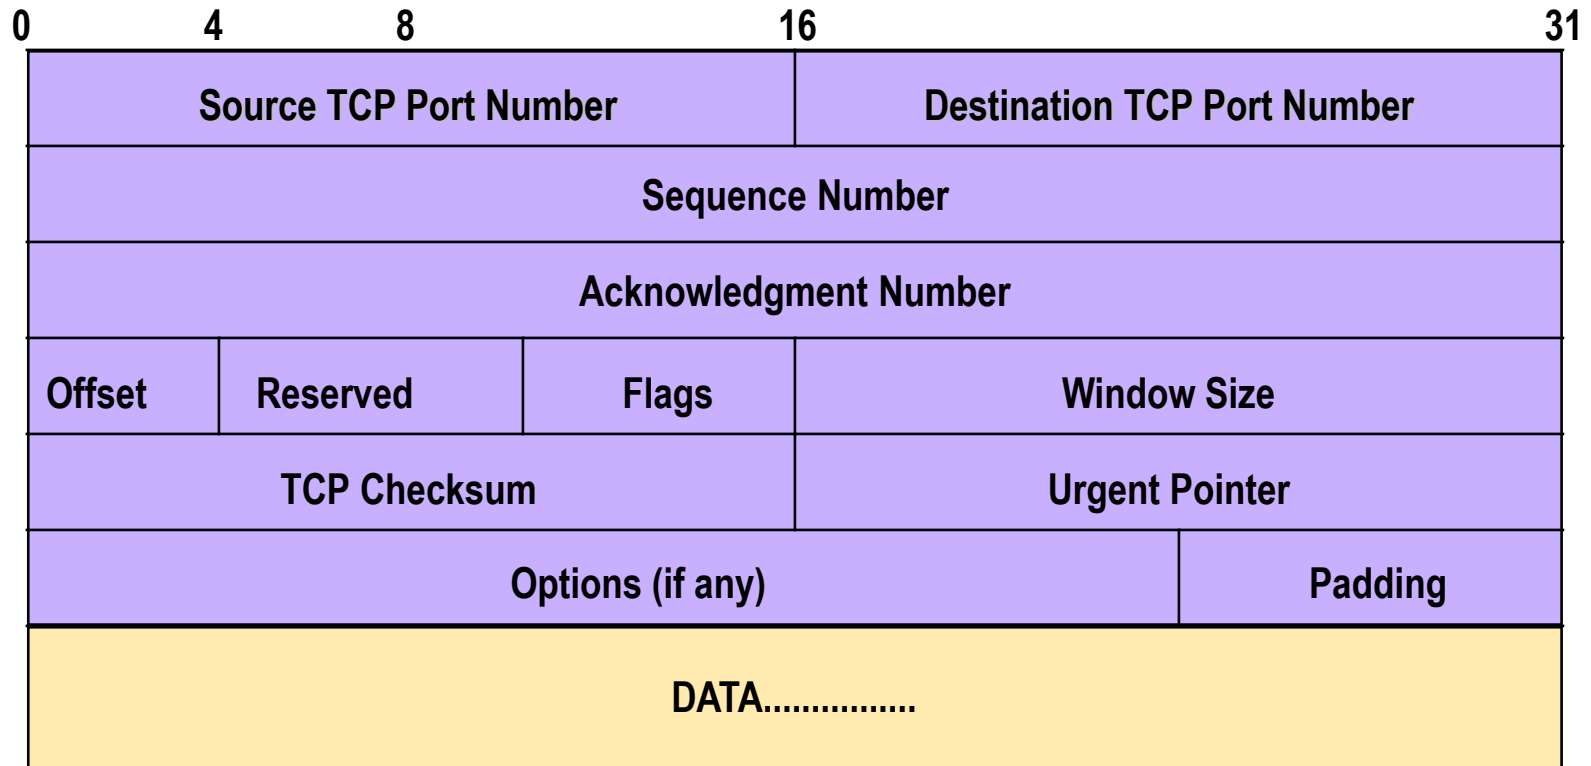 0 4 8 16 31
Source TCP Port Number Destination TCP Port Number
Sequence Number
Acknowledgment Number
Offset Reserved Flags Window Size
TCP Checksum Urgent Pointer
Options (if any) Padding
DATA................